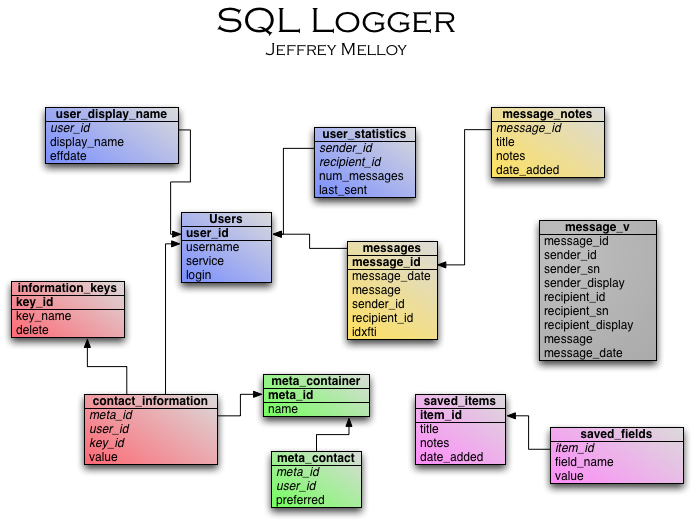 SQL Logger
Jeffrey Melloy
user_display_name
user_id
display_name
effdate
user_statistics
sender_id
recipient_id
num_messages
last_sent
message_notes
message_id
title
notes
date_added
Users
user_id
username
service
login
messages
message_id
message_date
message
sender_id
recipient_id
idxfti
message_v
message_id
sender_id
sender_sn
sender_display
recipient_id
recipient_sn
recipient_display
message
message_date
information_keys
key_id
key_name
delete
contact_information
meta_id
user_id
key_id
value
meta_container
meta_id
name
meta_contact
meta_id
user_id
preferred
saved_items
item_id
title
notes
date_added
saved_fields
item_id
field_name
value